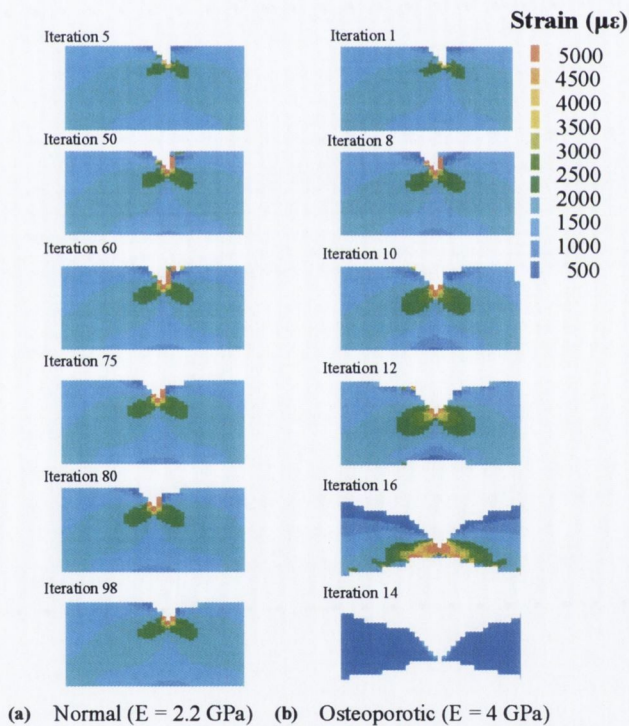 Strain (με)
5000
4500
4000
3500
3000
2500
2000
1500
1000
500
Iteration 5
Iteration 50
Iteration 60
Iteration 75
Iteration 80
Iteration 98
(a) Normal (E = 2.2 GPa)
Iteration 1
Iteration 8
Iteration 10
Iteration 12
Iteration 16
Iteration 14
(b) Osteoporotic (E = 4 GPa)